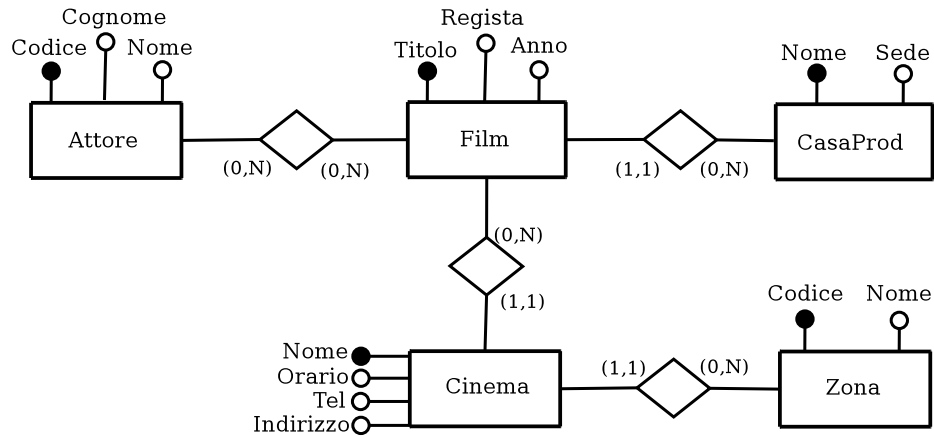 Cognome
Codice
Nome
Attore
(0,N)
(0,N)
Regista
Titolo
Anno
Film
(1,1)
(0,N)
Nome
Sede
CasaProd
(0,N)
(1,1)
Nome
Orario
Tel
Indirizzo
Cinema
(1,1)
(0,N)
Codice
Nome
Zona